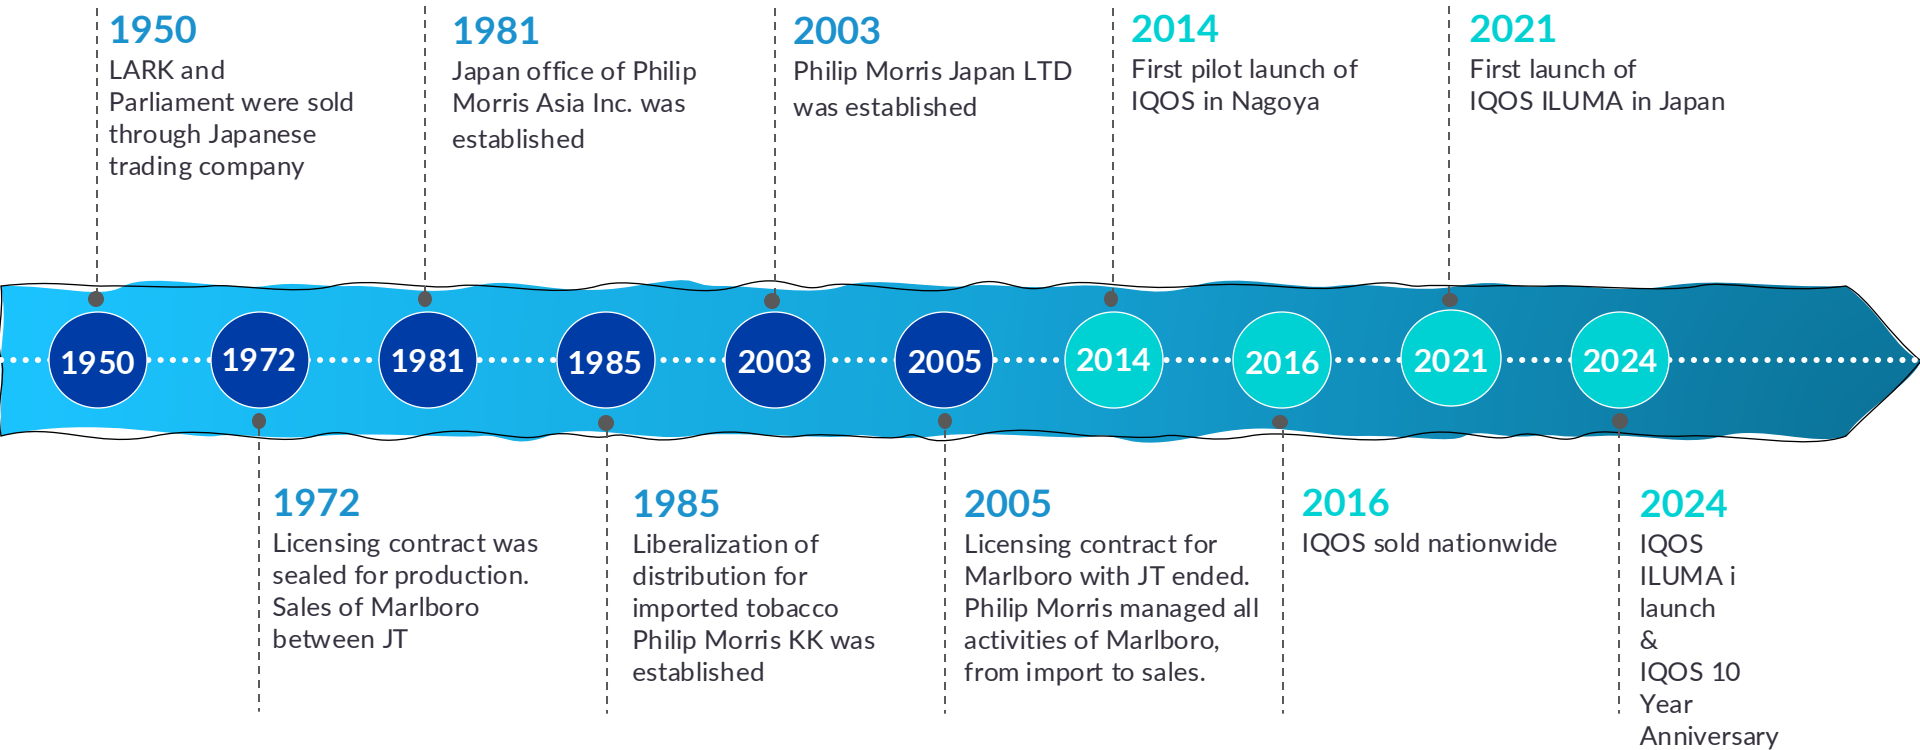 1950
LARK and
Parliament were sold
through Japanese
trading company
1981
Japan office of Philip
Morris Asia Inc. was
established
2003
Philip Morris Japan LTD
was established
2014
First pilot launch of
IQOS in Nagoya
2021
First launch of
IQOS ILUMA in Japan
1950
1972
1981
1985
2003
2005
2014
2016
2021
2024
1972
Licensing contract was
sealed for production.
Sales of Marlboro
between JT
1985
Liberalization of
distribution for
imported tobacco
Philip Morris KK was
established
2005
Licensing contract for
Marlboro with JT ended.
Philip Morris managed all
activities of Marlboro,
from import to sales.
2016
IQOS sold nationwide
2024
IQOS
ILUMA i
launch
&
IQOS 10
Year
Anniversary